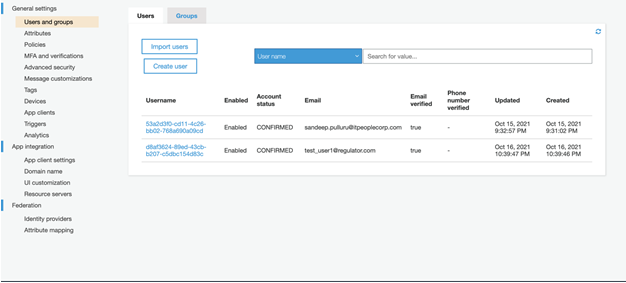 General settings
Users and groups
Attributes
Policies
MFA and verifications
Advanced security
Message customizations
Tags
Devices
App clients
Triggers
Analytics
App integration
App client settings
Domain name
UI customization
Resource servers
Federation
Identity providers
Attribute mapping
Users Groups
Import users
Create user
User name Search for value...
Username Enabled Account status Email Email verified Phone number verified Updated Created
53a2d3f0-cd11-4c26- Enabled CONFIRMED sandeep.pulluru@itpeoplecorp.com true - Oct 15, 2021 Oct 15, 2021
bb02-768a690a09cd 9:32:57 PM 9:31:02 PM
d8af3624-89ed-43cb- Enabled CONFIRMED test_user1@regulator.com true - Oct 16, 2021 Oct 16, 2021
b207-c5dbc154d83c 10:39:47 PM 10:39:46 PM